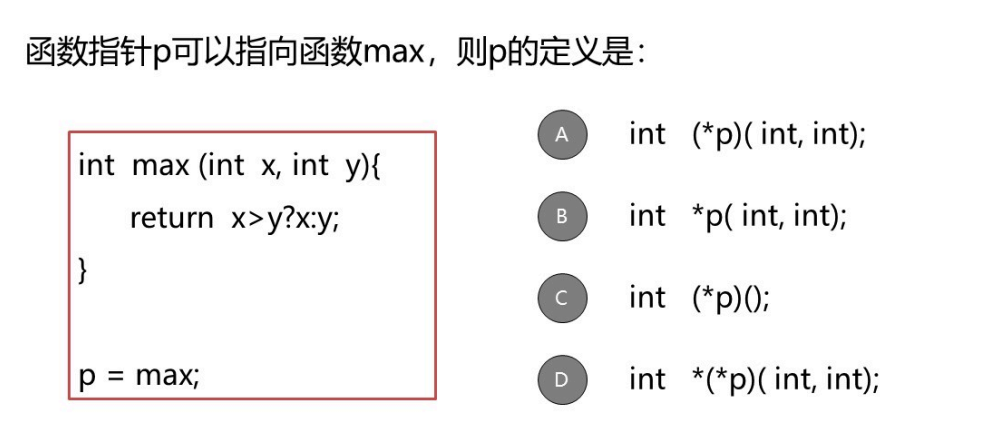 函数指针p可以指向函数max，则p的定义是：
int  max (int  x, int  y){
return  x>y?x:y;
}
p = max;
A  int  (*p)( int, int);
B  int  *p( int, int);
C  int  (*p)();
D  int  *(*p)( int, int);